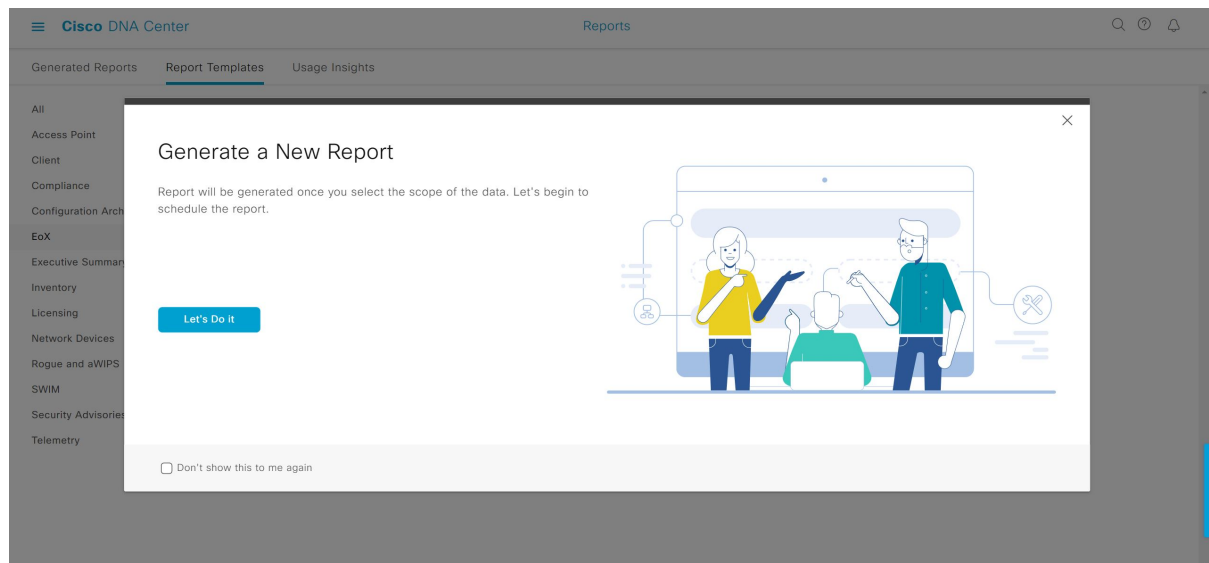 Cisco DNA Center
Reports
Generated Reports Report Templates Usage Insights
All
Access Point
Client
Compliance
Configuration Arch
EoX
Executive Summary
Inventory
Licensing
Network Devices
Rogue and aWIPS
SWIM
Security Advisories
Telemetry
Generate a New Report
Report will be generated once you select the scope of the data. Let's begin to
schedule the report.
Let's Do it
Don't show this to me again